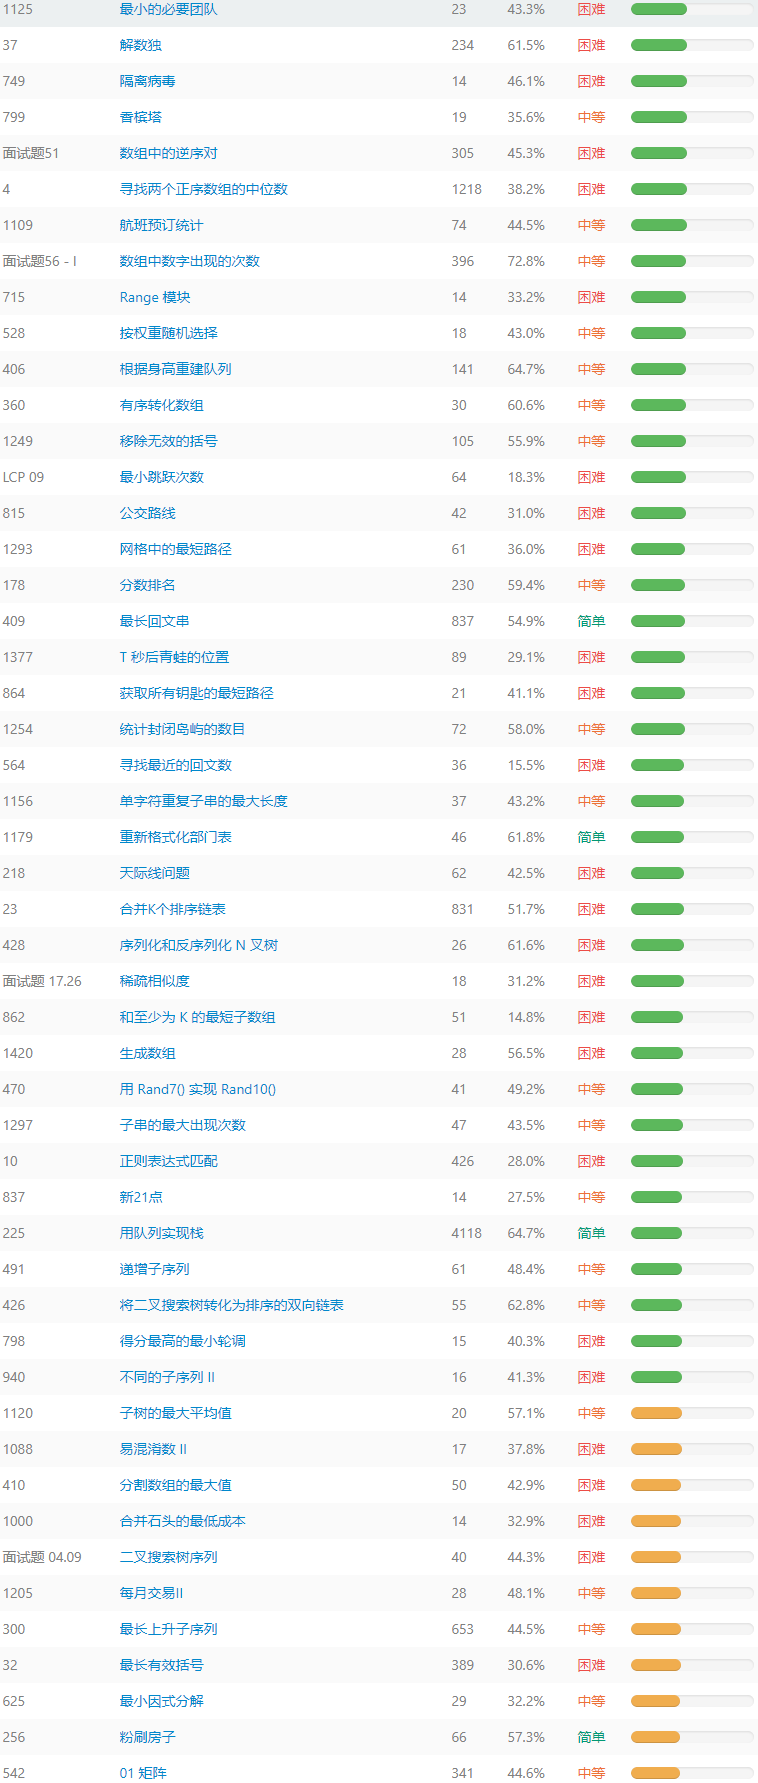 1125 最小的必要团队 23 43.3% 困难
37 解数独 234 61.5% 困难
749 隔离病毒 14 46.1% 困难
799 香槟塔 19 35.6% 中等
面试题51 数组中的逆序对 305 45.3% 困难
4 寻找两个正序数组的中位数 1218 38.2% 困难
1109 航班预订统计 74 44.5% 中等
面试题56 - I 数组中数字出现的次数 396 72.8% 中等
715 Range 模块 14 33.2% 困难
528 按权重随机选择 18 43.0% 中等
406 根据身高重建队列 141 64.7% 中等
360 有序转化数组 30 60.6% 中等
1249 移除无效的括号 105 55.9% 中等
LCP 09 最小跳跃次数 64 18.3% 困难
815 公交路线 42 31.0% 困难
1293 网格中的最短路径 61 36.0% 困难
178 分数排名 230 59.4% 中等
409 最长回文串 837 54.9% 简单
1377 T 秒后青蛙的位置 89 29.1% 困难
864 获取所有钥匙的最短路径 21 41.1% 困难
1254 统计封闭岛屿的数目 72 58.0% 中等
564 寻找最近的回文数 36 15.5% 困难
1156 单字符重复子串的最大长度 37 43.2% 中等
1179 重新格式化部门表 46 61.8% 简单
218 天际线问题 62 42.5% 困难
23 合并K个排序链表 831 51.7% 困难
428 序列化和反序列化 N 叉树 26 61.6% 困难
面试题 17.26 稀疏相似度 18 31.2% 困难
862 和至少为 K 的最短子数组 51 14.8% 困难
1420 生成数组 28 56.5% 困难
470 用 Rand7() 实现 Rand10() 41 49.2% 中等
1297 子串的最大出现次数 47 43.5% 中等
10 正则表达式匹配 426 28.0% 困难
837 新21点 14 27.5% 中等
225 用队列实现栈 4118 64.7% 简单
491 递增子序列 61 48.4% 中等
426 将二叉搜索树转化为排序的双向链表 55 62.8% 中等
798 得分最高的最小轮调 15 40.3% 困难
940 不同的子序列 II 16 41.3% 困难
1120 子树的最大平均值 20 57.1% 中等
1088 易混淆数 II 17 37.8% 困难
410 分割数组的最大值 50 42.9% 困难
1000 合并石头的最低成本 14 32.9% 困难
面试题 04.09 二叉搜索树序列 40 44.3% 困难
1205 每月交易II 28 48.1% 中等
300 最长上升子序列 653 44.5% 中等
32 最长有效括号 389 30.6% 困难
625 最小因式分解 29 32.2% 中等
256 粉刷房子 66 57.3% 简单
542 01 矩阵 341 44.6% 中等